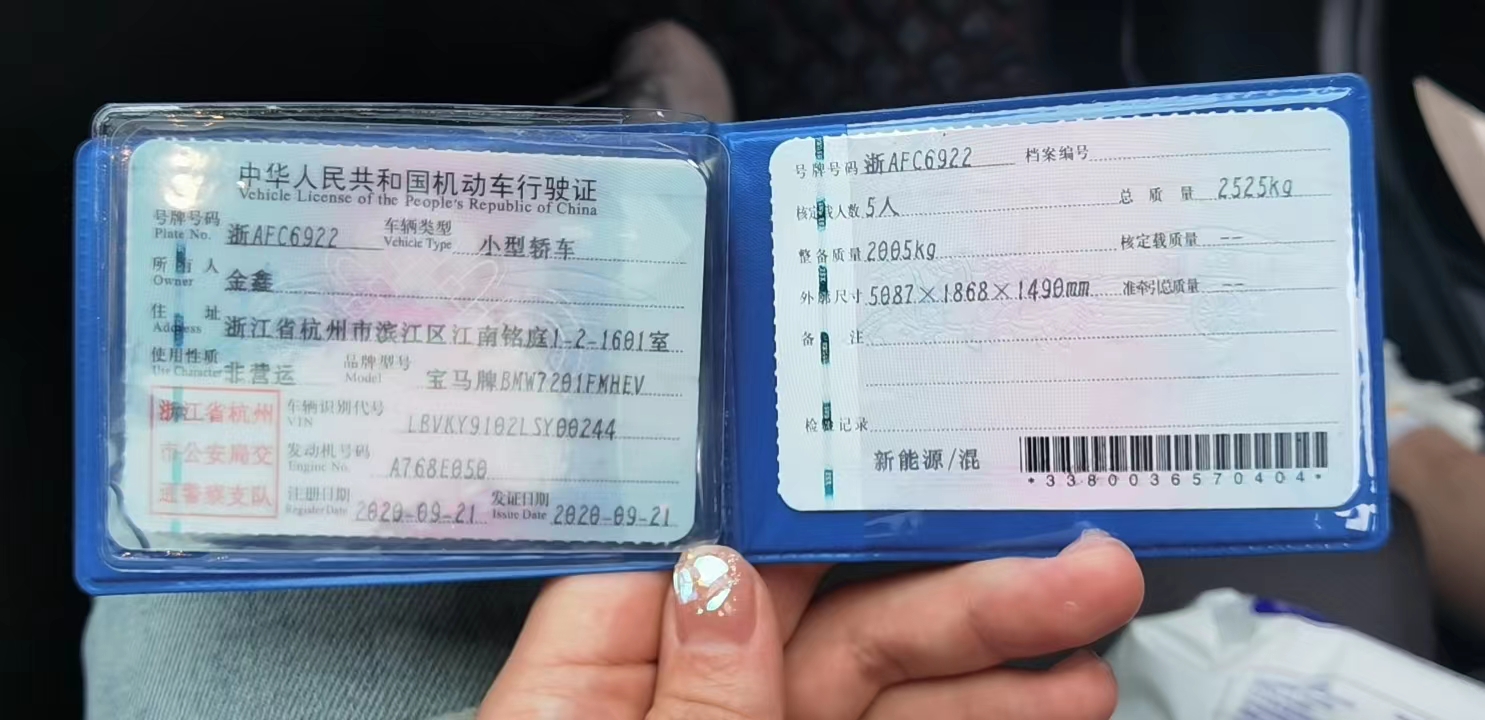 中华人民共和国机动车行驶证
Vehicle License of the People's Republic of China
号牌号码 浙AFC6922 车辆类型 小型轿车
Plate No. Vehicle Type
所有人 金鑫
Owner
住址 浙江省杭州市滨江区江南铭庭1-2-1601室
Address
使用性质 非营运 品牌型号 宝马牌BMW7201FMHEV
Use Character Model
浙江省杭州
市公安局交
通警察支队
车辆识别代号 LBVKY9102LSY00244
VIN
发动机号码 A768E050
Engine No.
注册日期 2020-09-21 发证日期 2020-09-21
Register Date Issue Date
号牌号码 浙AFC6922 档案编号
核定载人数 5人 总质量 2525kg
整备质量 2005kg 核定载质量 --
外廓尺寸 5087×1868×1490mm 准牵引总质量 --
备注
检验记录
新能源/混
*3380036570404*